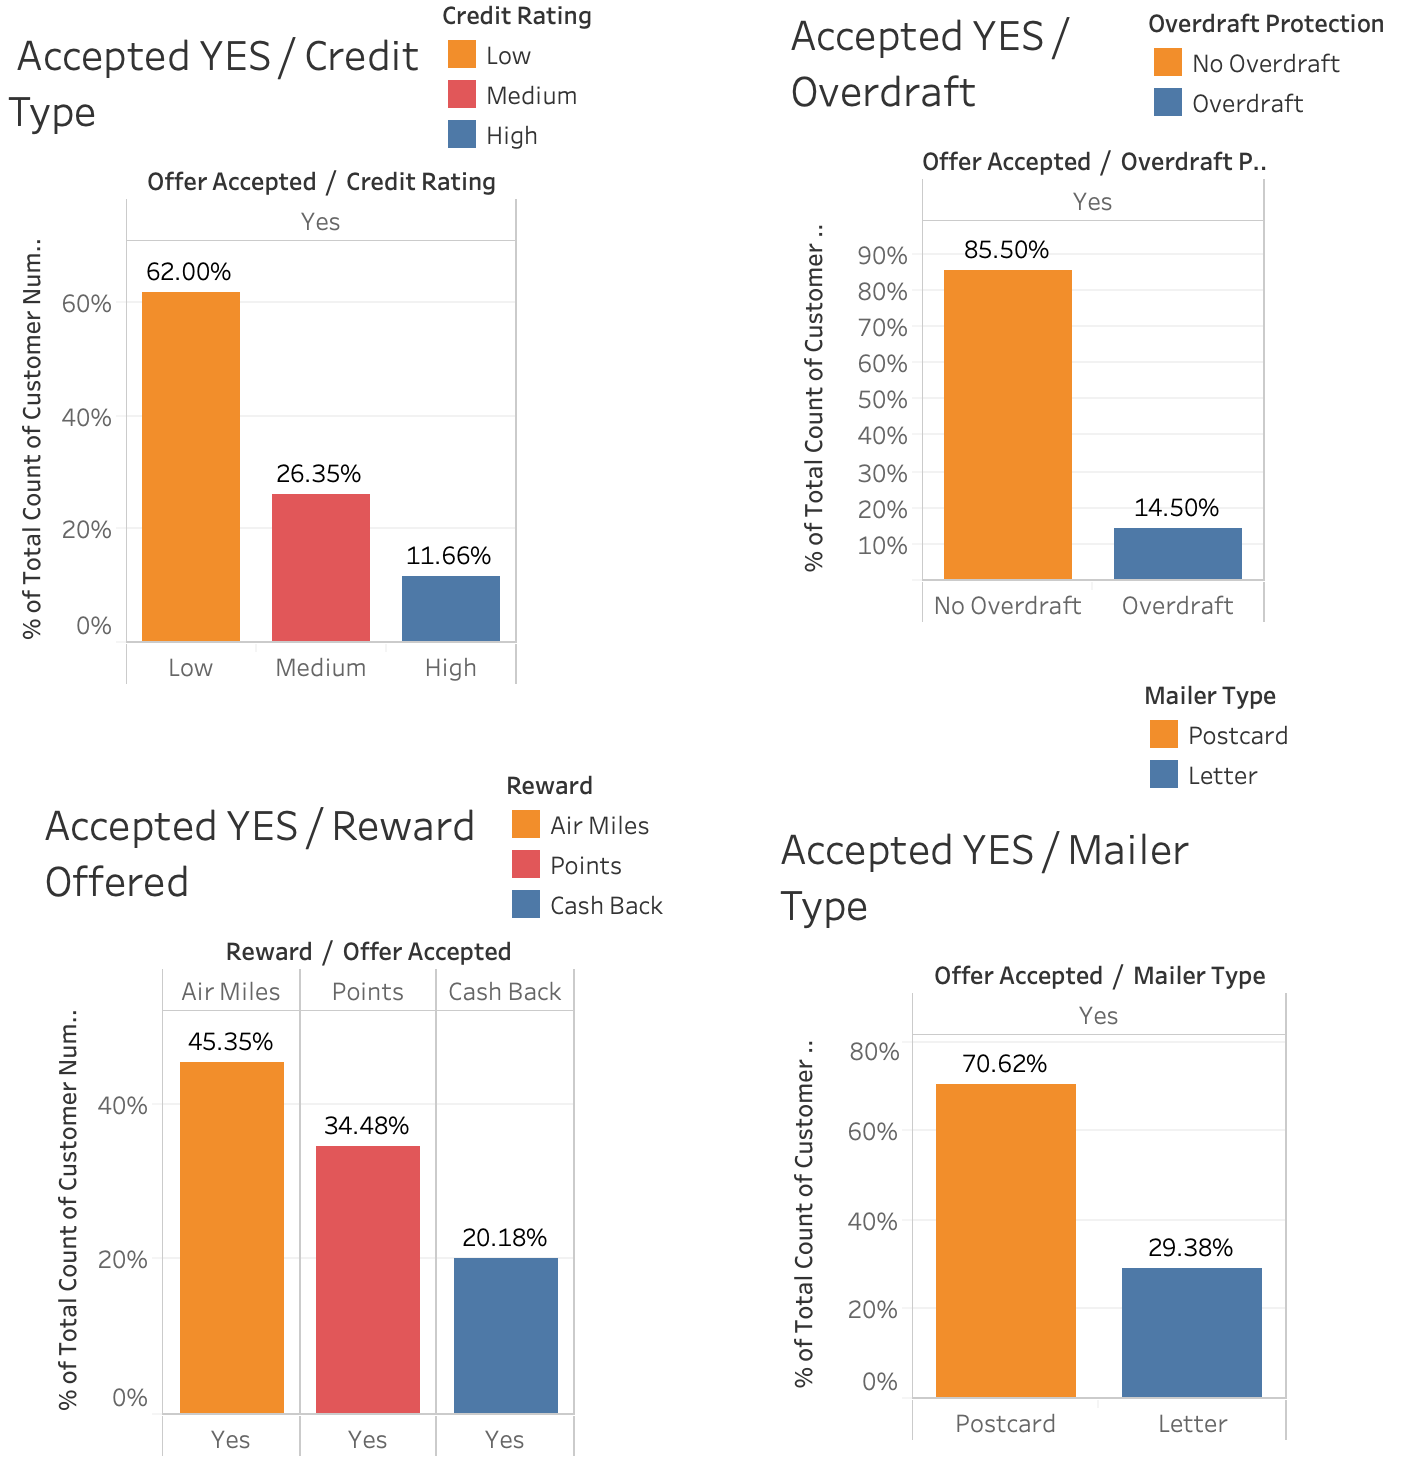 Accepted YES / Credit
Type
Credit Rating
Low
Medium
High
Offer Accepted / Credit Rating
Yes
% of Total Count of Customer Num..
62.00%
26.35%
11.66%
60%
40%
20%
0%
Low Medium High
Accepted YES /
Overdraft
Overdraft Protection
No Overdraft
Overdraft
Offer Accepted / Overdraft P..
Yes
% of Total Count of Customer ..
85.50%
14.50%
90%
80%
70%
60%
50%
40%
30%
20%
10%
No Overdraft Overdraft
Accepted YES / Reward
Offered
Reward
Air Miles
Points
Cash Back
Reward / Offer Accepted
Air Miles Points Cash Back
% of Total Count of Customer Num..
45.35%
34.48%
20.18%
40%
20%
0%
Yes Yes Yes
Mailer Type
Postcard
Letter
Accepted YES / Mailer
Type
Offer Accepted / Mailer Type
Yes
% of Total Count of Customer ..
70.62%
29.38%
80%
60%
40%
20%
0%
Postcard Letter